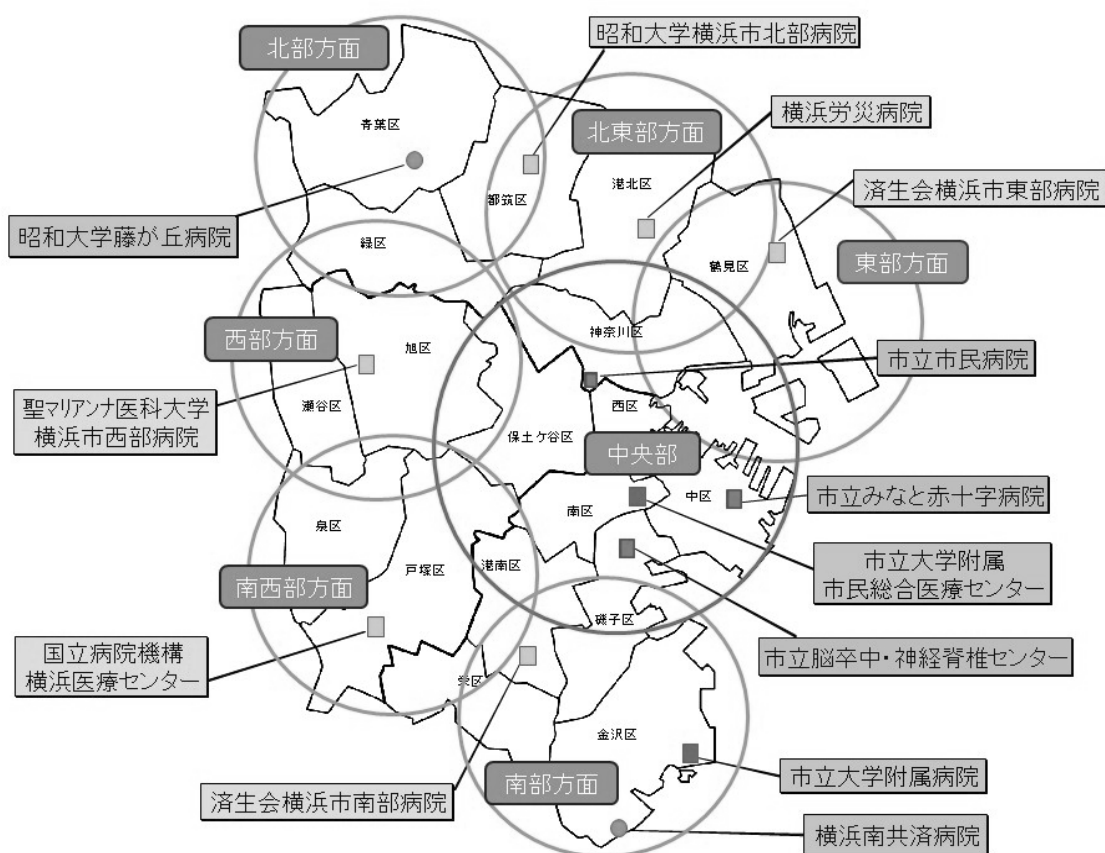 昭和大学横浜市北部病院
北部方面
横浜労災病院
北東部方面
青葉区
済生会横浜市東部病院
港北区
都筑区
昭和大学藤が丘病院
緑区
鶴見区
東部方面
西部方面
旭区
神奈川区
市立市民病院
聖マリアンナ医科大学
横浜市西部病院
瀬谷区
西区
保土ケ谷区
中央部
市立みなと赤十字病院
中区
南区
泉区
戸塚区
港南区
市立大学附属
市民総合医療センター
南西部方面
磯子区
国立病院機構
横浜医療センター
市立脳卒中・神経脊椎センター
栄区
金沢区
市立大学附属病院
南部方面
済生会横浜市南部病院
横浜南共済病院